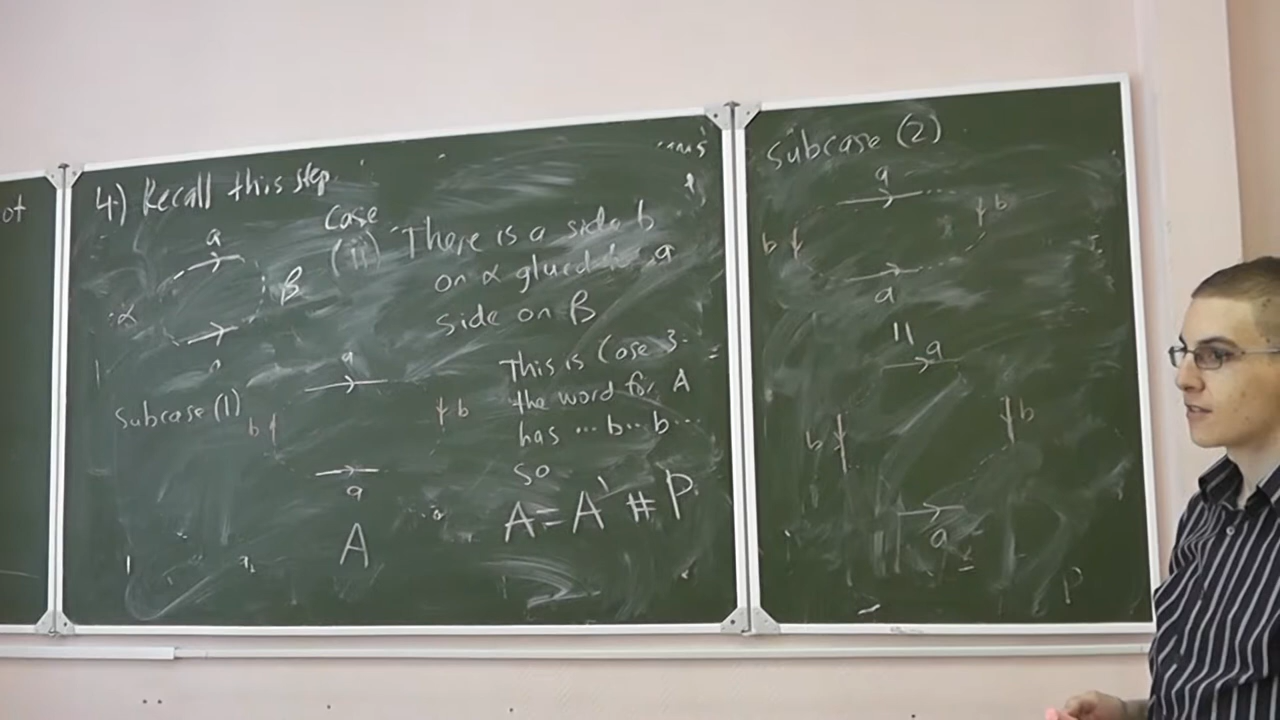 ot
4.) Recall this step.
Case
(ii) There is a side b
on α glued to a
side on β
a
α
β
Subcase (1)
a
b
b
a
A
This is Case 3.
the word for A
has ... b .. b ...
so
A = A' # P
Subcase (2)
a
b
b
a
a
b
b
a
P